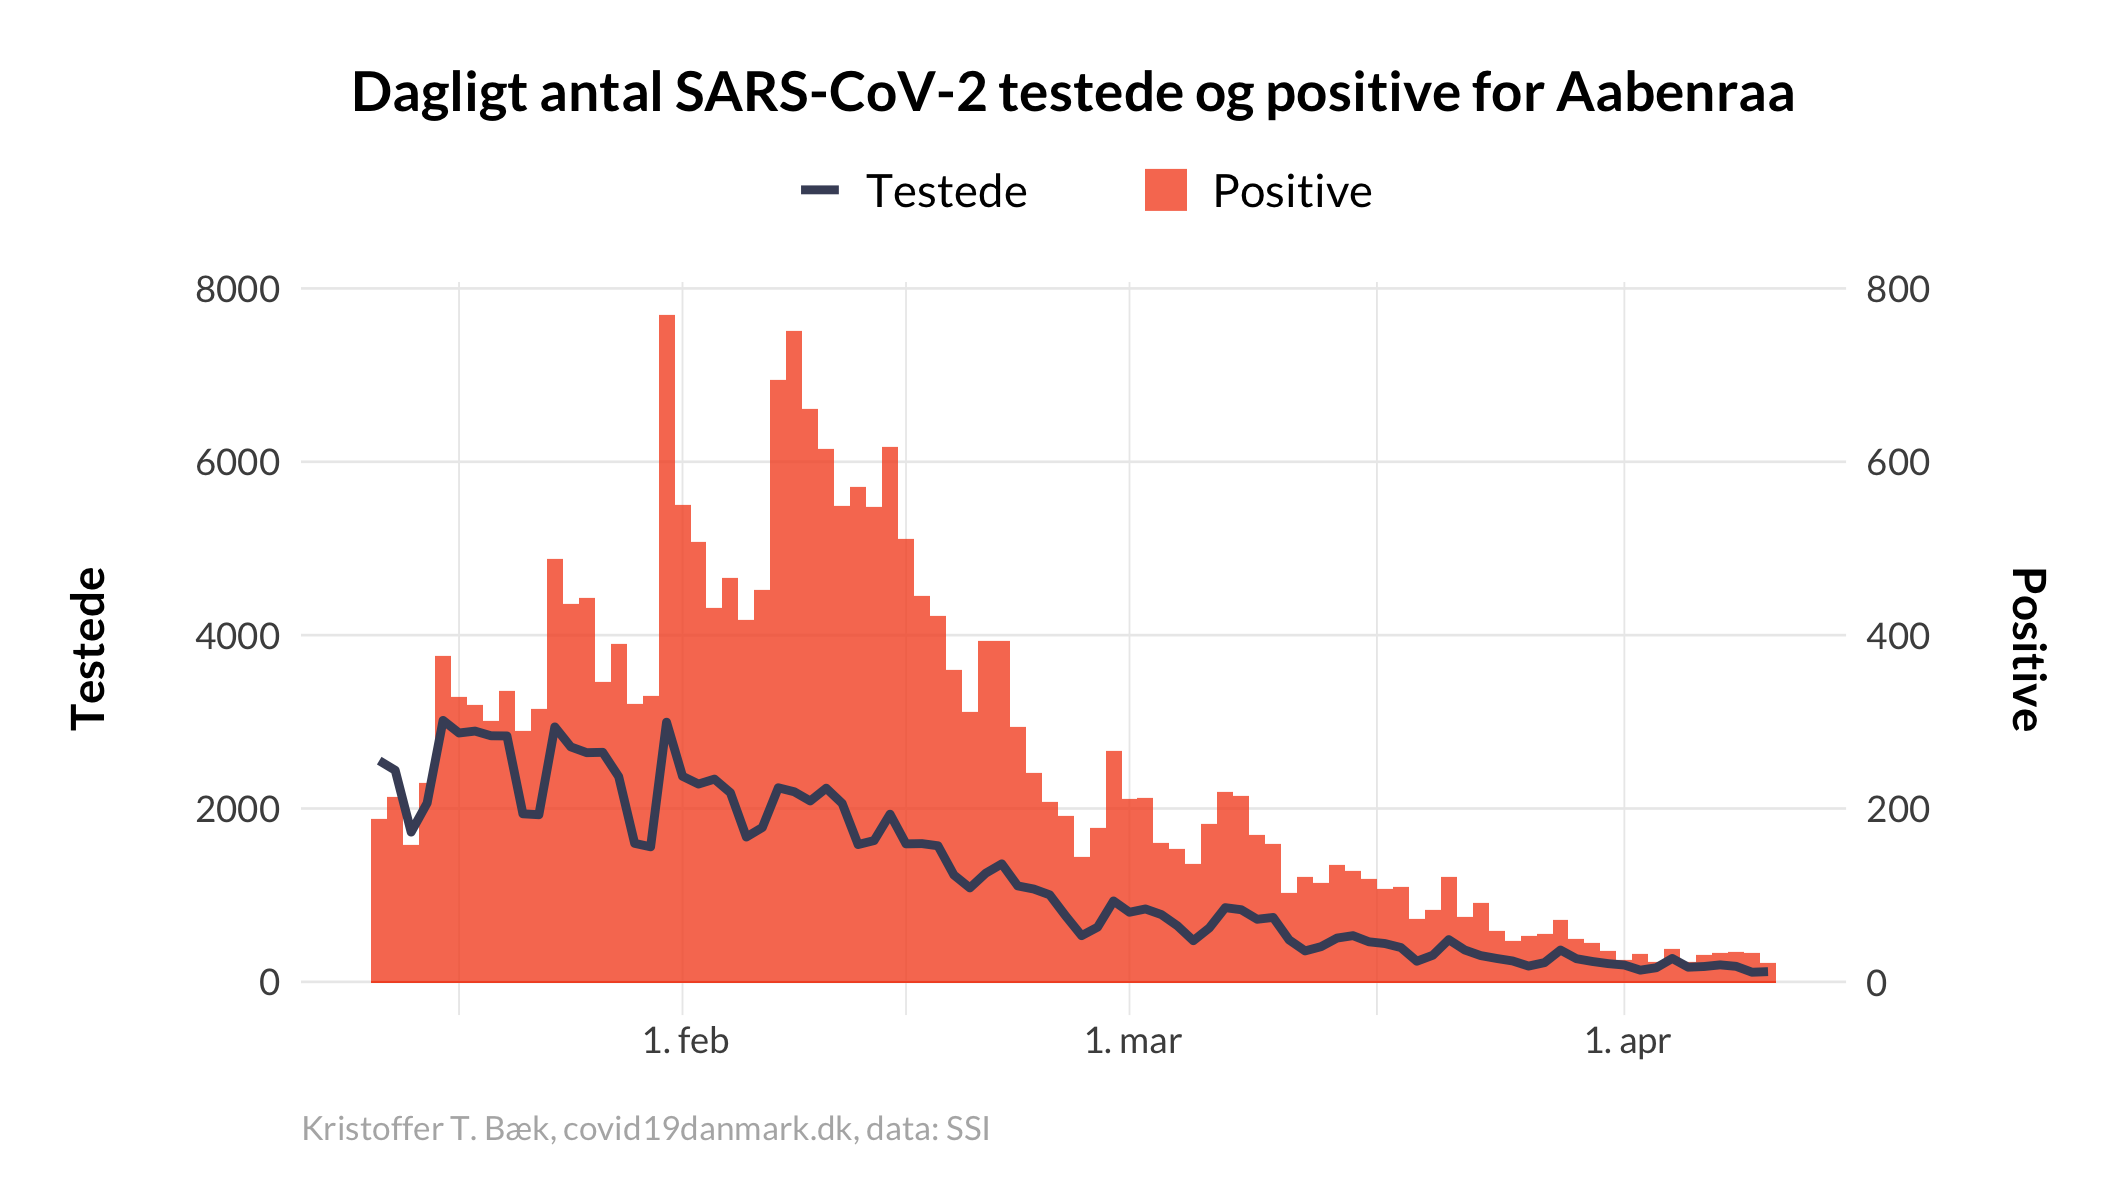 Dagligt antal SARS-CoV-2 testede og positive for Aabenraa
Testede
Positive
8000
6000
4000
2000
0
800
600
400
200
0
Testede
Positive
1. feb
1. mar
1. apr
Kristoffer T. Bæk, covid19danmark.dk, data: SSI